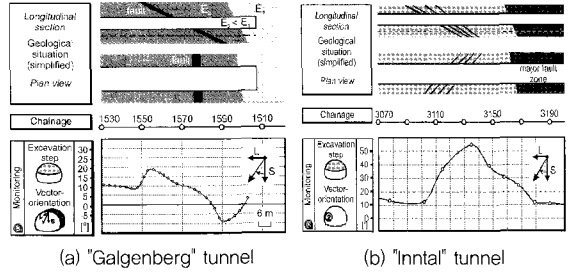 Longitudinal
section
Geological
situation
(simplified)
Plan view
fault
E₂
E₁
E₂ < E₁
fault
Chainage
1530 1550 1570 1590 1610
Monitoring
Excavation
step
Vector-
orientation
30
25
20
15
10
5
0
-5
[°]
L
S
6 m
(a) "Galgenberg" tunnel
Longitudinal
section
Geological
situation
(simplified)
Plan view
major fault
zone
Chainage
3070 3110 3150 3190
Monitoring
Excavation
step
Vector-
orientation
50
40
30
20
10
[°]
L
S
(b) "Inntal" tunnel